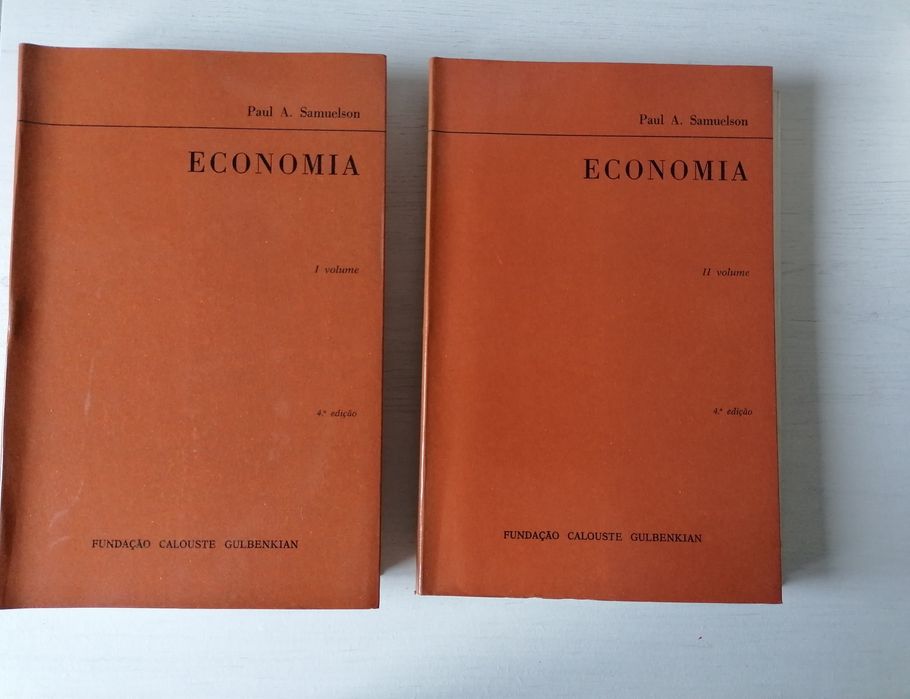 Paul A. Samuelson
ECONOMIA
I volume
4.ª edição
FUNDAÇÃO CALOUSTE GULBENKIAN
Paul A. Samuelson
ECONOMIA
II volume
4.ª edição
FUNDAÇÃO CALOUSTE GULBENKIAN